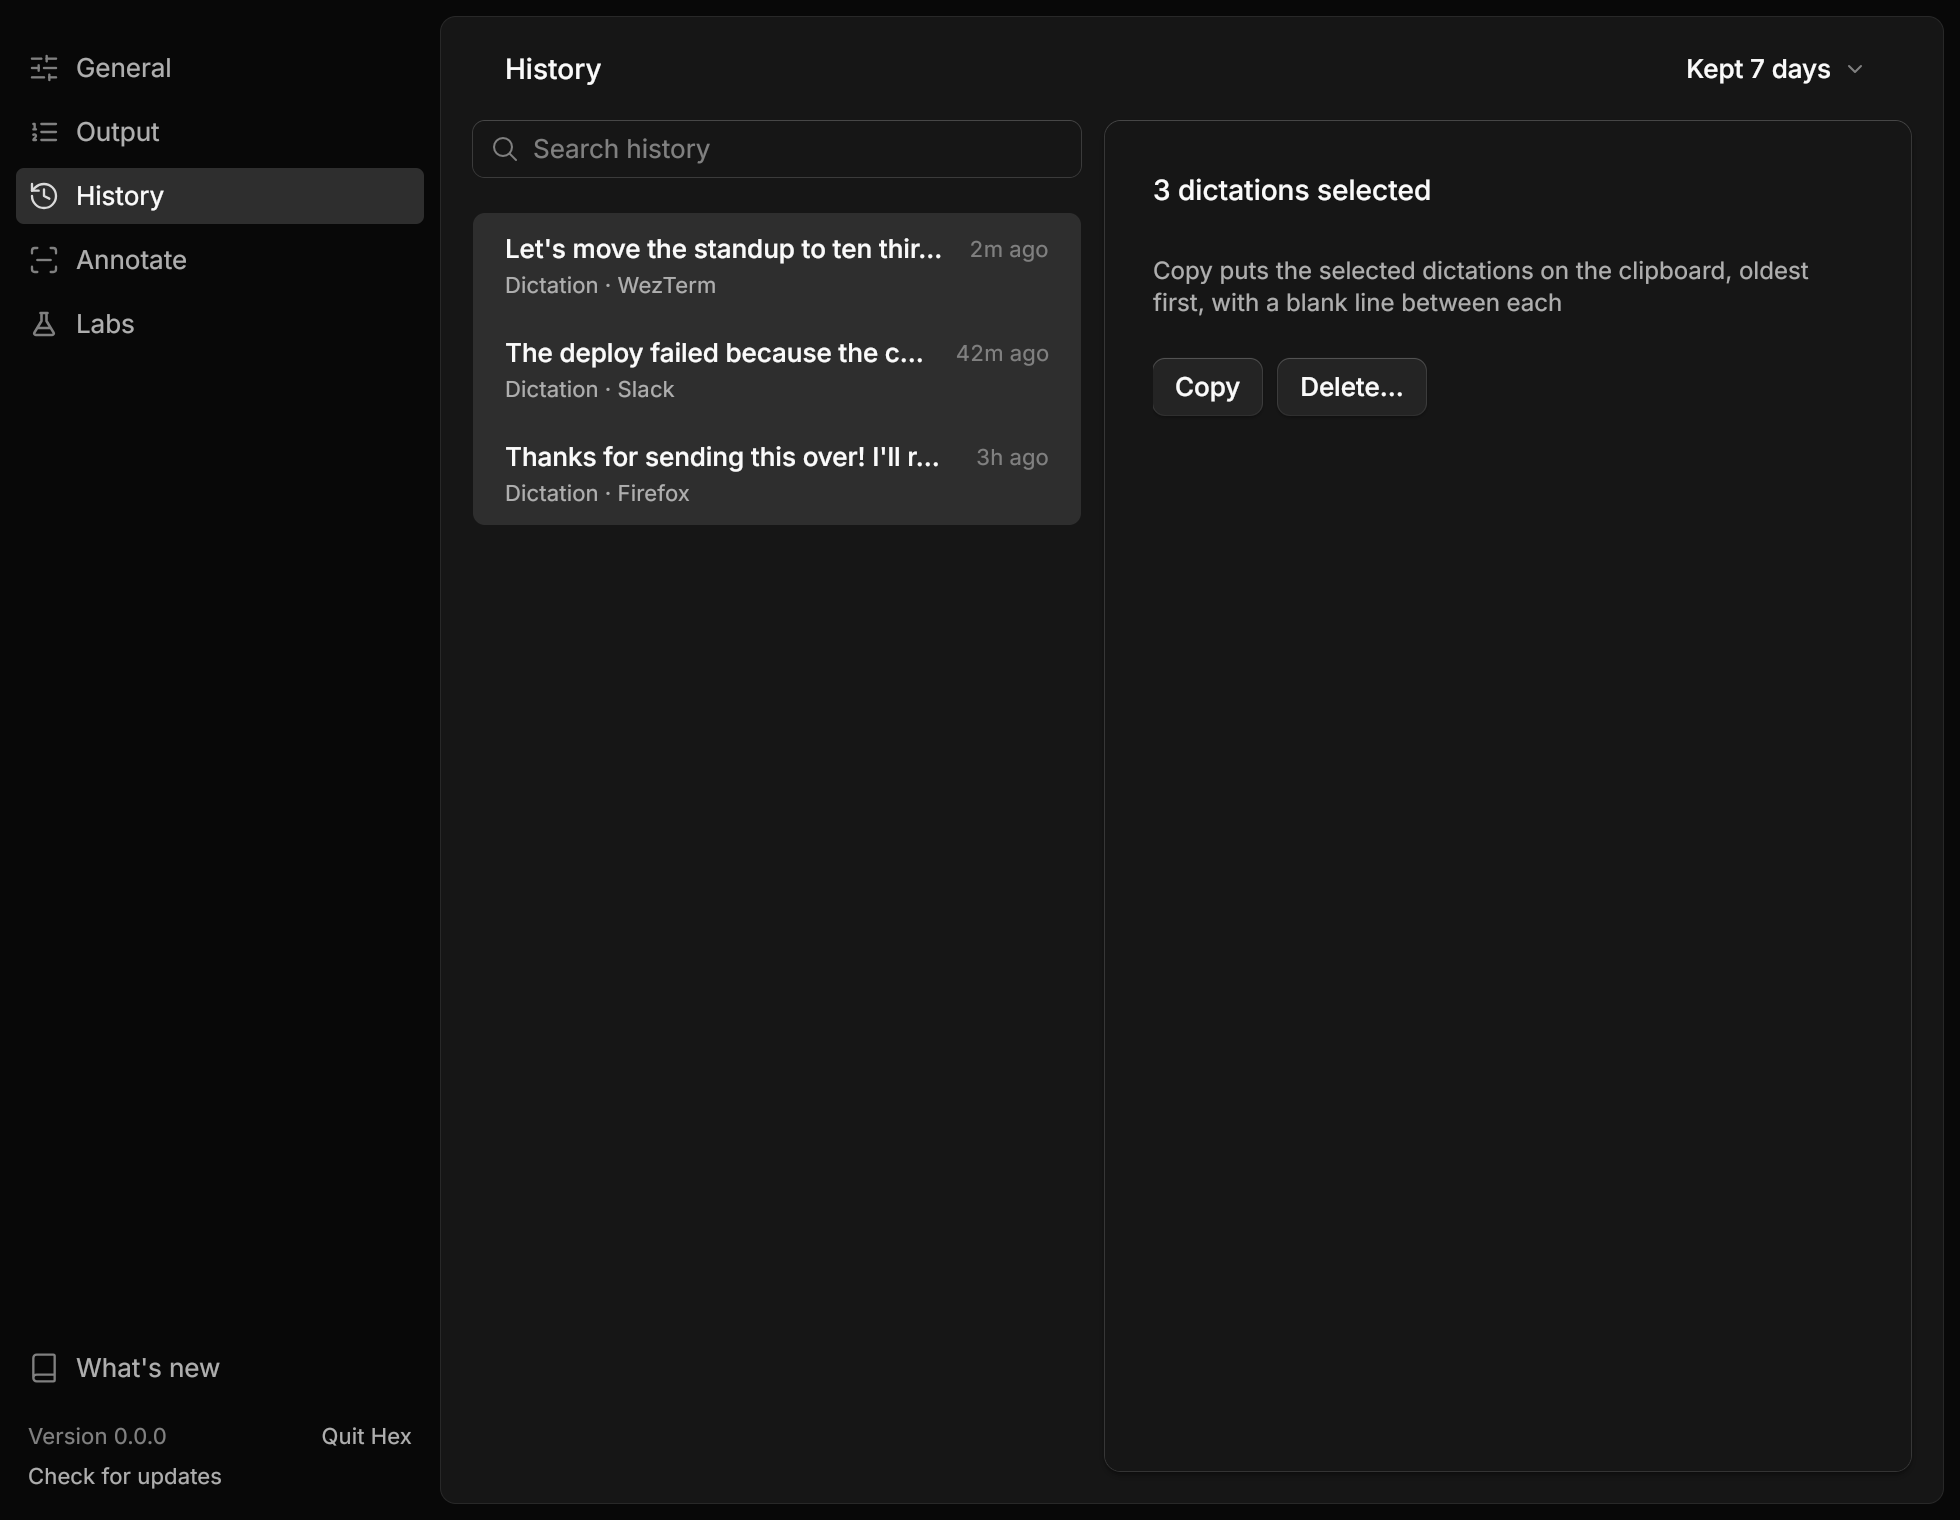 General
Output
History
Annotate
Labs
What's new
Version 0.0.0
Quit Hex
Check for updates
History
Kept 7 days
Search history
Let's move the standup to ten thir...
2m ago
Dictation · WezTerm
The deploy failed because the c...
42m ago
Dictation · Slack
Thanks for sending this over! I'll r...
3h ago
Dictation · Firefox
3 dictations selected
Copy puts the selected dictations on the clipboard, oldest
first, with a blank line between each
Copy
Delete...